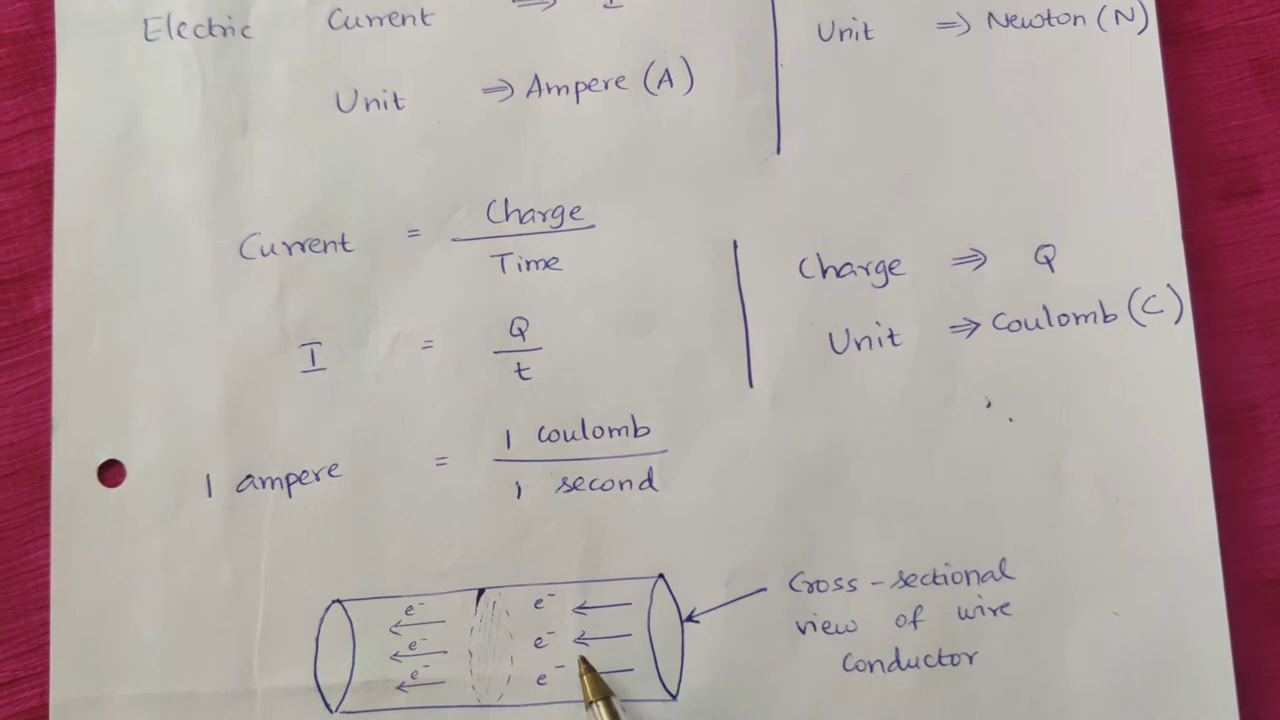 Electric Current ⇒ I
Unit ⇒ Ampere (A)
Unit ⇒ Newton (N)
Current = Charge / Time
I = Q / t
1 ampere = 1 coulomb / 1 second
Charge ⇒ Q
Unit ⇒ Coulomb (C)
e⁻ e⁻
e⁻ e⁻
e⁻ e⁻
Cross-sectional
view of wire
conductor